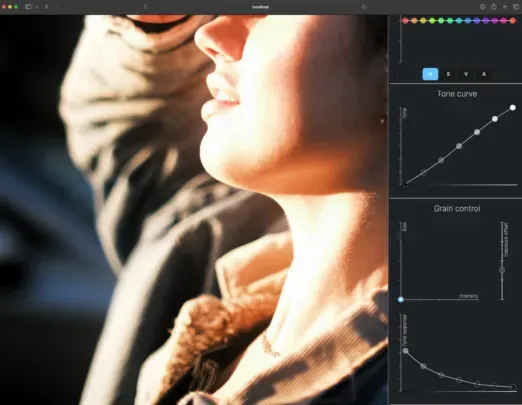 localhost
H S V A
Tone curve
Tone
Grain control
Size
Exposure offset
Intensity
Tone response